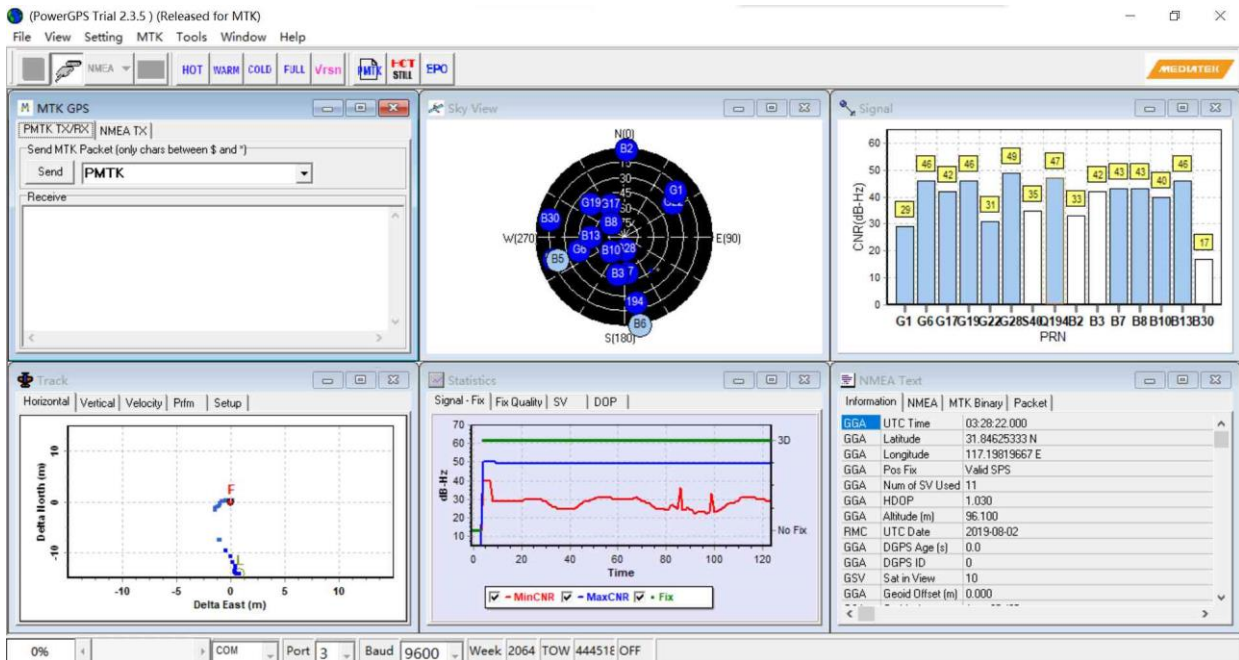 (PowerGPS Trial 2.3.5 ) (Released for MTK)
File View Setting MTK Tools Window Help
NMEA HOT WARM COLD FULL Vrsn PMTK HOT STILL EPO MEDIATEK
MTK GPS
PMTK TX/RX NMEA TX
Send MTK Packet (only chars between $ and *)
Send PMTK
Receive
Sky View
N(0)
B2
15
30
45
G1
G19 G17
B30
B8
W(270) B13 E(90)
G6 B10 G28
B5
B3 7
194
B6
S(180)
Signal
CNR(dB-Hz)
60
50
40
30
20
10
0
29 46 42 46 31 49 35 47 33 42 43 43 40 46 17
G1 G6 G17 G19 G22 G28 S40 Q194 B2 B3 B7 B8 B10 B13 B30
PRN
Track
Horizontal Vertical Velocity Prfm Setup
Delta North (m)
10
0
-10
F
L
-10 -5 0 5 10
Delta East (m)
Statistics
Signal - Fix Fix Quality SV DOP
dB-Hz
70
60
50
40
30
20
10
3D
No Fix
0 20 40 60 80 100 120
Time
MinCNR MaxCNR Fix
NMEA Text
Information NMEA MTK Binary Packet
GGA UTC Time 03:28:22.000
GGA Latitude 31.84625333 N
GGA Longitude 117.19819667 E
GGA Pos Fix Valid SPS
GGA Num of SV Used 11
GGA HDOP 1.030
GGA Altitude (m) 96.100
RMC UTC Date 2019-08-02
GGA DGPS Age (s) 0.0
GGA DGPS ID 0
GSV Sat in View 10
GGA Geoid Offset (m) 0.000
0% COM Port 3 Baud 9600 Week 2064 TOW 444518 OFF